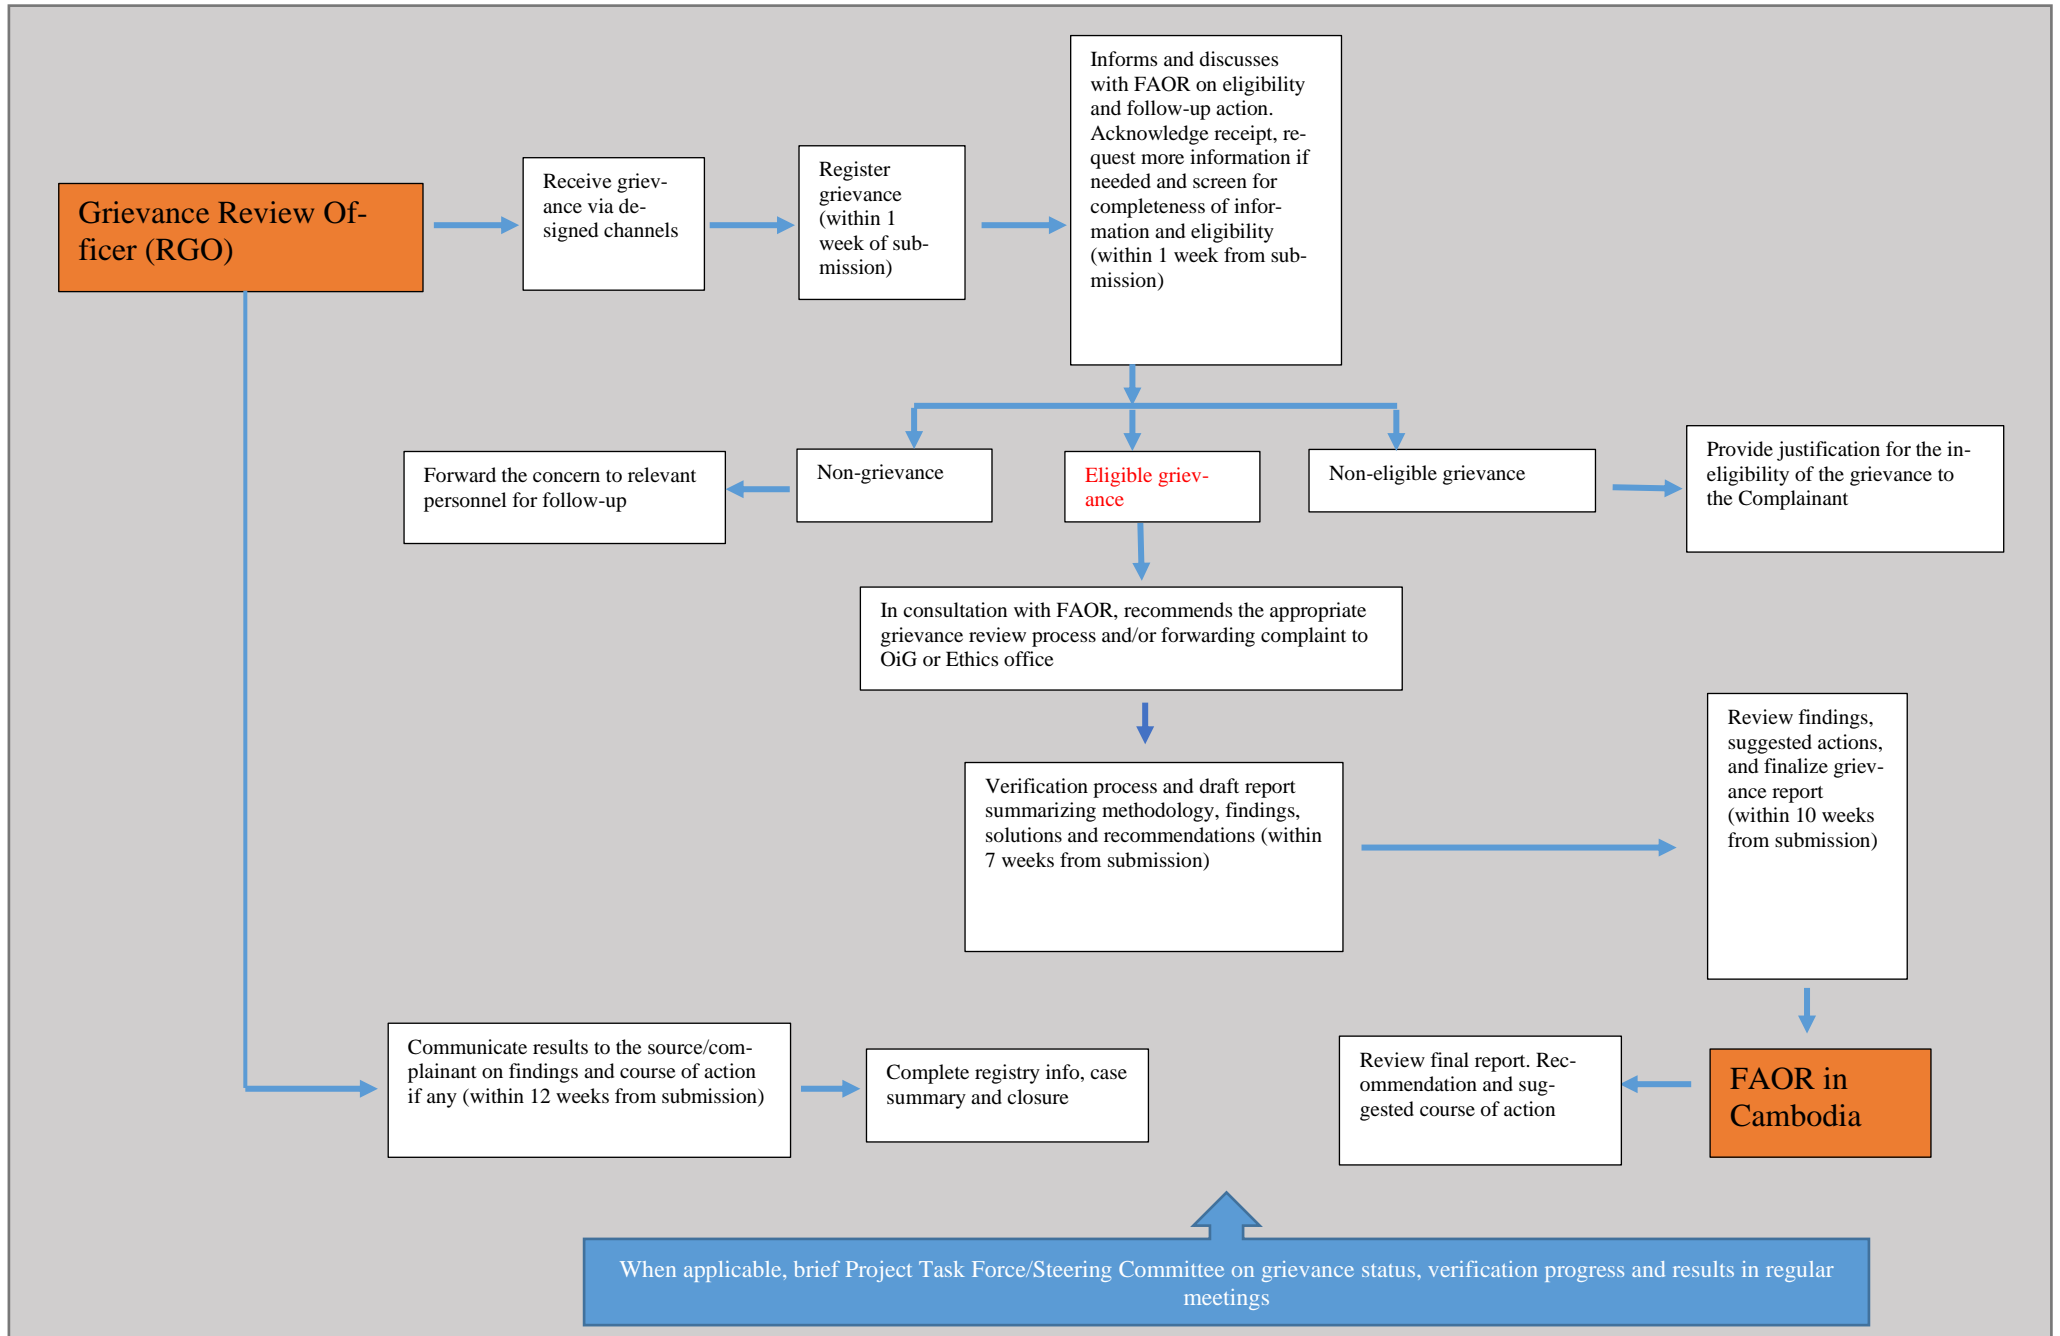 Grievance Review Of-
ficer (RGO)
Receive griev-
ance via de-
signed channels
Register
grievance
(within 1
week of sub-
mission)
Informs and discusses
with FAOR on eligibility
and follow-up action.
Acknowledge receipt, re-
quest more information if
needed and screen for
completeness of infor-
mation and eligibility
(within 1 week from sub-
mission)
Forward the concern to relevant
personnel for follow-up
Non-grievance
Eligible griev-
ance
Non-eligible grievance
Provide justification for the in-
eligibility of the grievance to
the Complainant
In consultation with FAOR, recommends the appropriate
grievance review process and/or forwarding complaint to
OiG or Ethics office
Verification process and draft report
summarizing methodology, findings,
solutions and recommendations (within
7 weeks from submission)
Review findings,
suggested actions,
and finalize griev-
ance report
(within 10 weeks
from submission)
Communicate results to the source/com-
plainant on findings and course of action
if any (within 12 weeks from submission)
Complete registry info, case
summary and closure
Review final report. Rec-
ommendation and sug-
gested course of action
FAOR in
Cambodia
When applicable, brief Project Task Force/Steering Committee on grievance status, verification progress and results in regular
meetings